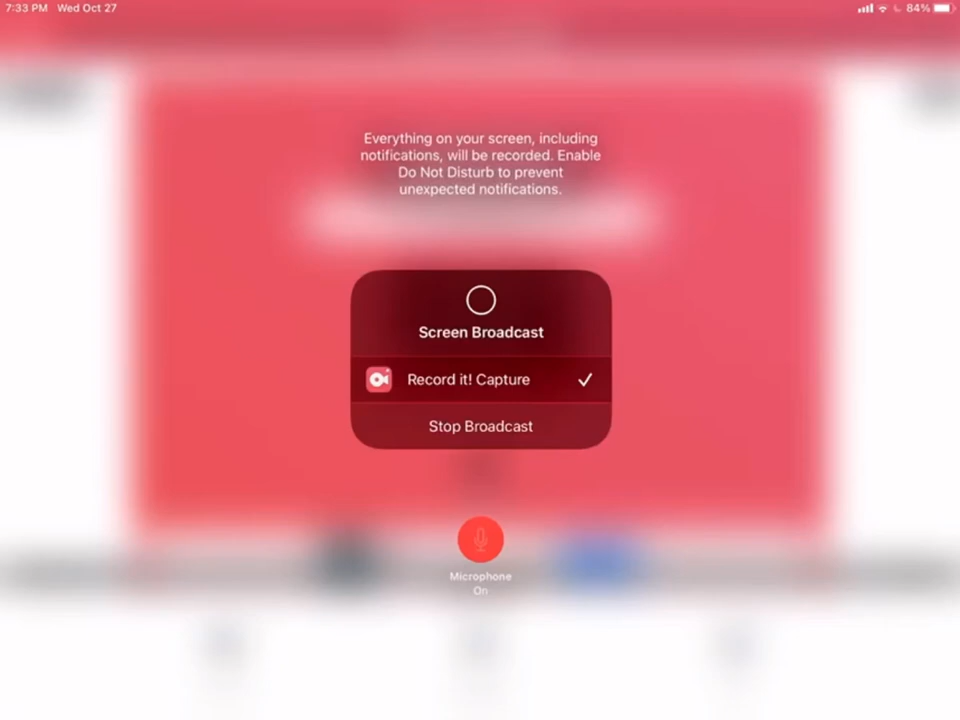 7:33 PM Wed Oct 27
84%
Everything on your screen, including
notifications, will be recorded. Enable
Do Not Disturb to prevent
unexpected notifications.
Screen Broadcast
Record it! Capture
Stop Broadcast
Microphone
On